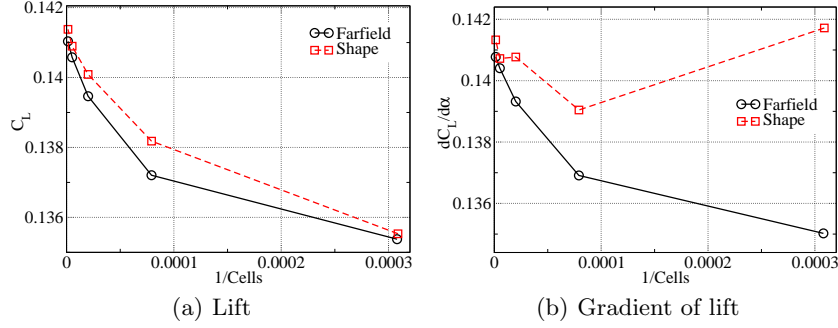 0.142
0.14
0.138
0.136
C_L
Farfield
Shape
0
0.0001
0.0002
0.0003
1/Cells
(a) Lift
0.142
0.14
0.138
0.136
dC_L/dα
Farfield
Shape
0
0.0001
0.0002
0.0003
1/Cells
(b) Gradient of lift